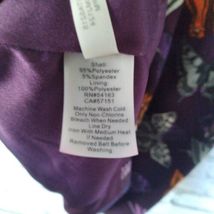 Shell:
95%Polyester
5%Spandex
Lining:
100%Polyester
RN#64163
CA#57151
Machine Wash Cold
Only Non Chlorine
Bleach When Needed
Line Dry
Iron With Medium Heat
if Needed
Removed Belt Before
Washing